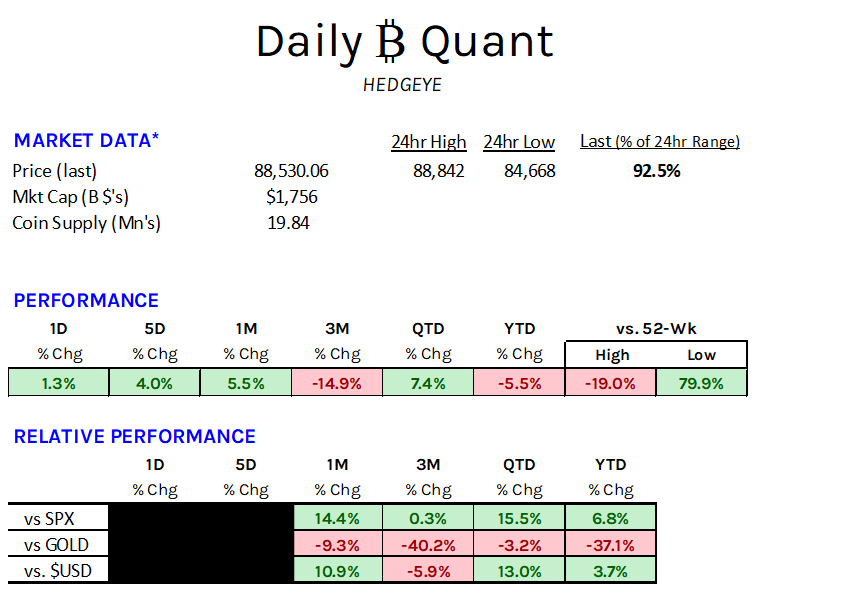 Daily ₿ Quant
HEDGEYE
MARKET DATA* 24hr High 24hr Low Last (% of 24hr Range)
Price (last) 88,530.06 88,842 84,668 92.5%
Mkt Cap (B $'s) $1,756
Coin Supply (Mn's) 19.84
PERFORMANCE
1D 5D 1M 3M QTD YTD vs. 52-Wk
% Chg % Chg % Chg % Chg % Chg % Chg High Low
1.3% 4.0% 5.5% -14.9% 7.4% -5.5% -19.0% 79.9%
RELATIVE PERFORMANCE
1D 5D 1M 3M QTD YTD
% Chg % Chg % Chg % Chg % Chg % Chg
vs SPX 14.4% 0.3% 15.5% 6.8%
vs GOLD -9.3% -40.2% -3.2% -37.1%
vs. $USD 10.9% -5.9% 13.0% 3.7%